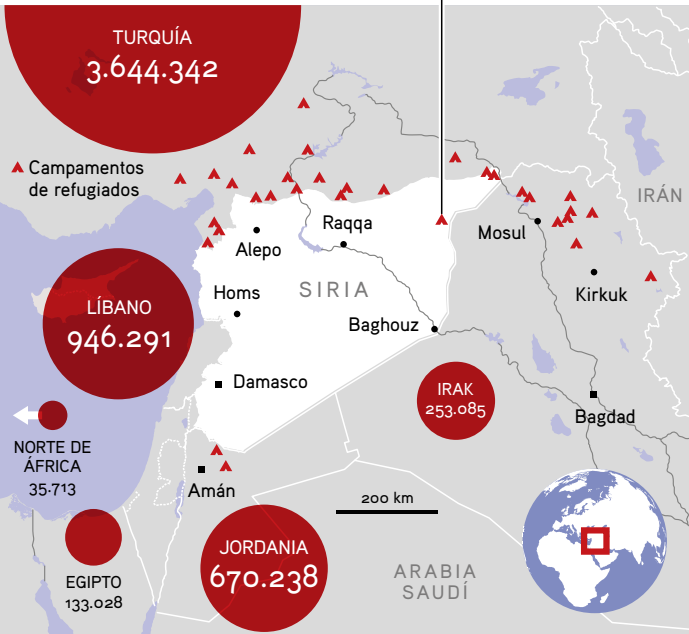 TURQUÍA
3.644.342
Campamentos
de refugiados
IRÁN
Raqqa
Alepo
Mosul
SIRIA
Homs
Kirkuk
LÍBANO
946.291
Baghouz
Damasco
IRAK
253.085
Bagdad
NORTE DE
ÁFRICA
35.713
Amán
200 km
JORDANIA
670.238
EGIPTO
133.028
ARABIA
SAUDÍ